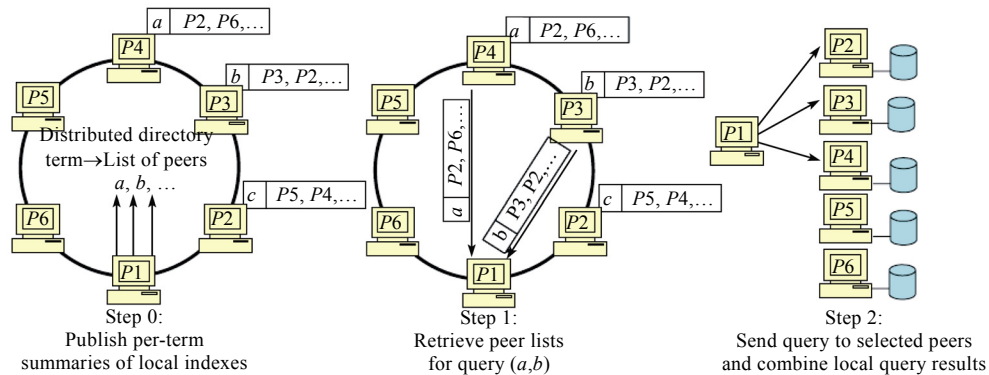 a P2, P6,…
P4
b P3, P2,…
P5
P3
Distributed directory
term→List of peers
a, b, …
c P5, P4,…
P6
P2
P1
Step 0:
Publish per-term
summaries of local indexes
a P2, P6,…
P4
b P3, P2,…
P5
P3
a P2, P6,…
b P3, P2,…
c P5, P4,…
P6
P2
P1
Step 1:
Retrieve peer lists
for query (a,b)
P2
P1
P3
P4
P5
P6
Step 2:
Send query to selected peers
and combine local query results